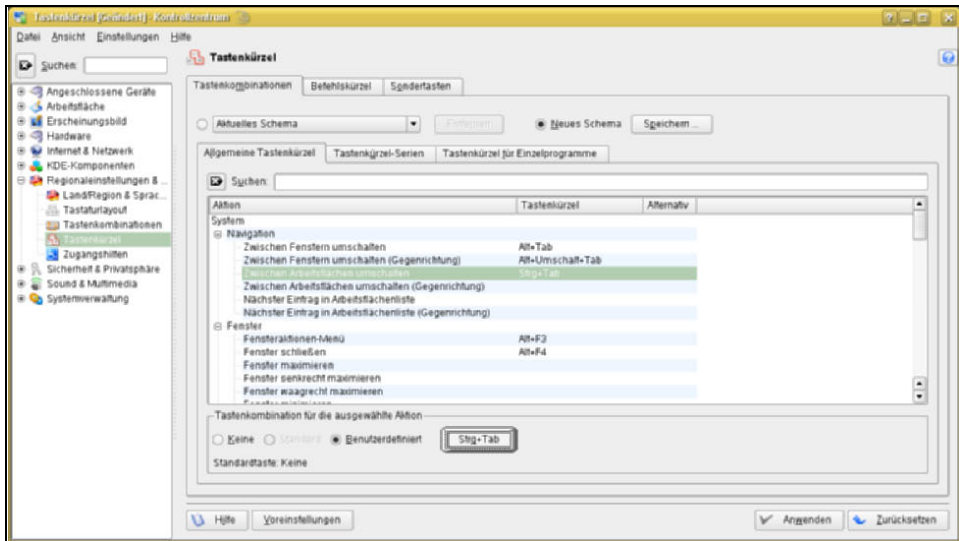 Tastenkürzel [Geändert] - Kontrollzentrum
Datei Ansicht Einstellungen Hilfe
Suchen:
Angeschlossene Geräte
Arbeitsfläche
Erscheinungsbild
Hardware
Internet & Netzwerk
KDE-Komponenten
Regionaleinstellungen & ...
Land/Region & Sprac...
Tastaturlayout
Tastenkombinationen
Tastenkürzel
Zugangshilfen
Sicherheit & Privatsphäre
Sound & Multimedia
Systemverwaltung
Tastenkürzel
Tastenkombinationen Befehlskürzel Sondertasten
Aktuelles Schema Entfernen Neues Schema Speichern ...
Allgemeine Tastenkürzel Tastenkürzel-Serien Tastenkürzel für Einzelprogramme
Suchen:
Aktion Tastenkürzel Alternativ
System
Navigation
Zwischen Fenstern umschalten Alt+Tab
Zwischen Fenstern umschalten (Gegenrichtung) Alt+Umschalt+Tab
Zwischen Arbeitsflächen umschalten Strg+Tab
Zwischen Arbeitsflächen umschalten (Gegenrichtung)
Nächster Eintrag in Arbeitsflächenliste
Nächster Eintrag in Arbeitsflächenliste (Gegenrichtung)
Fenster
Fensteraktionen-Menü Alt+F3
Fenster schließen Alt+F4
Fenster maximieren
Fenster senkrecht maximieren
Fenster waagrecht maximieren
Fenster minimieren
Tastenkombination für die ausgewählte Aktion
Keine Standard Benutzerdefiniert Strg+Tab
Standardtaste: Keine
Hilfe Voreinstellungen Anwenden Zurücksetzen